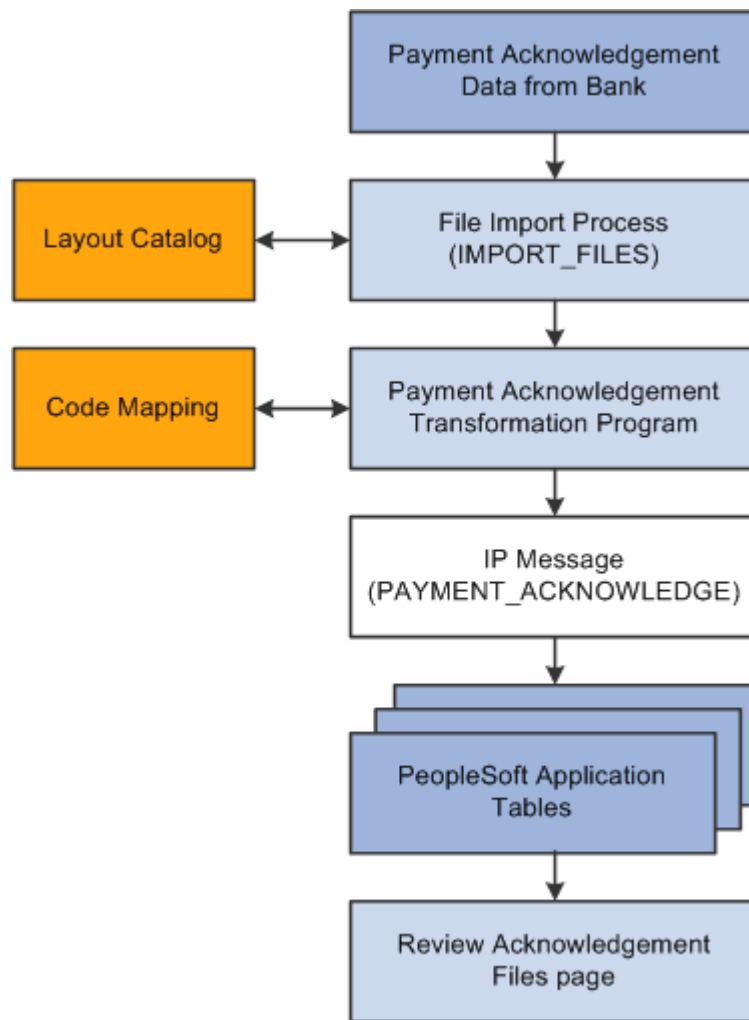 Payment Acknowledgement
Data from Bank
Layout Catalog
File Import Process
(IMPORT_FILES)
Code Mapping
Payment Acknowledgement
Transformation Program
IP Message
(PAYMENT_ACKNOWLEDGE)
PeopleSoft Application
Tables
Review Acknowledgement
Files page